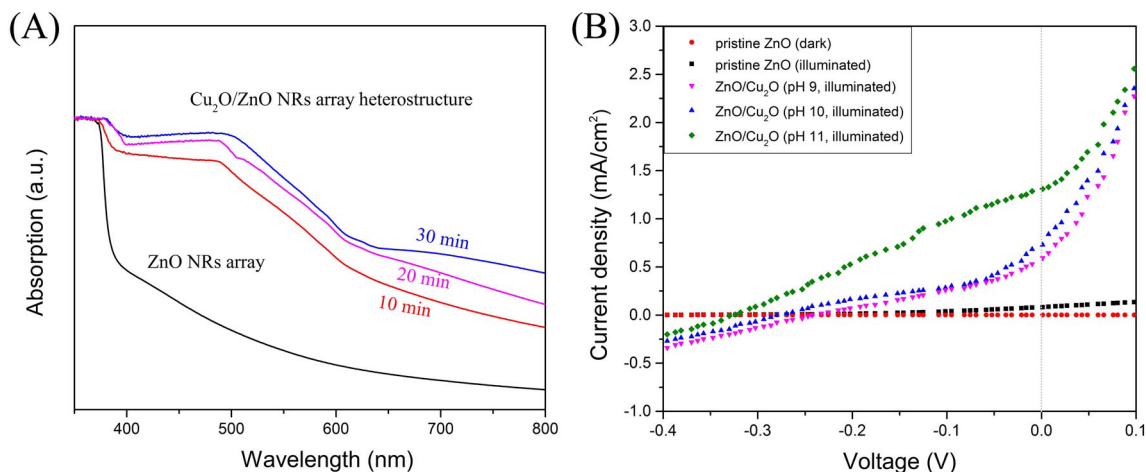 (A)
Cu₂O/ZnO NRs array heterostructure
30 min
20 min
10 min
ZnO NRs array
Absorption (a.u.)
400
500
600
700
800
Wavelength (nm)
(B)
pristine ZnO (dark)
pristine ZnO (illuminated)
ZnO/Cu₂O (pH 9, illuminated)
ZnO/Cu₂O (pH 10, illuminated)
ZnO/Cu₂O (pH 11, illuminated)
Current density (mA/cm²)
3.0
2.5
2.0
1.5
1.0
0.5
0.0
-0.5
-1.0
-0.4
-0.3
-0.2
-0.1
0.0
0.1
Voltage (V)